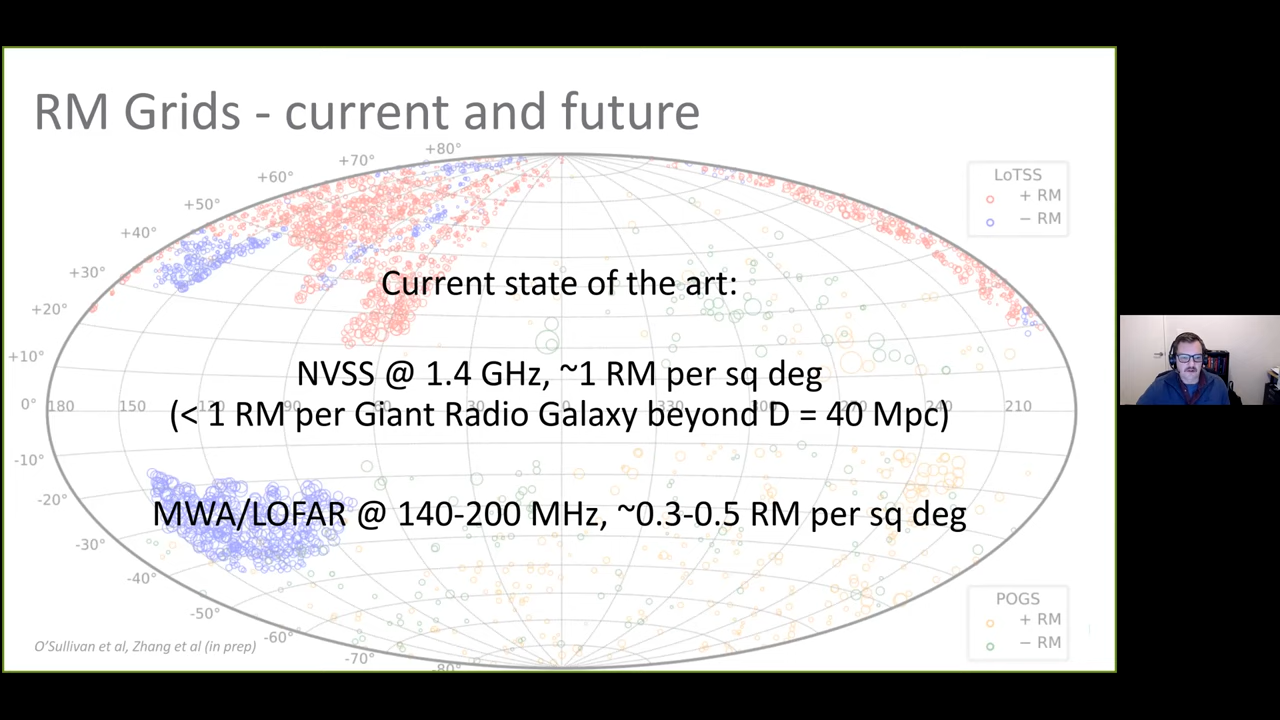 RM Grids - current and future
+80°
+70°
+60°
+50°
+40°
+30°
+20°
+10°
0°
180
150
120
90
60
30
330
300
270
240
210
-10°
-20°
-30°
-40°
-50°
-60°
-70°
-80°
LoTSS
+ RM
− RM
Current state of the art:
NVSS @ 1.4 GHz, ~1 RM per sq deg
(< 1 RM per Giant Radio Galaxy beyond D = 40 Mpc)
MWA/LOFAR @ 140-200 MHz, ~0.3-0.5 RM per sq deg
POGS
+ RM
− RM
O'Sullivan et al, Zhang et al (in prep)